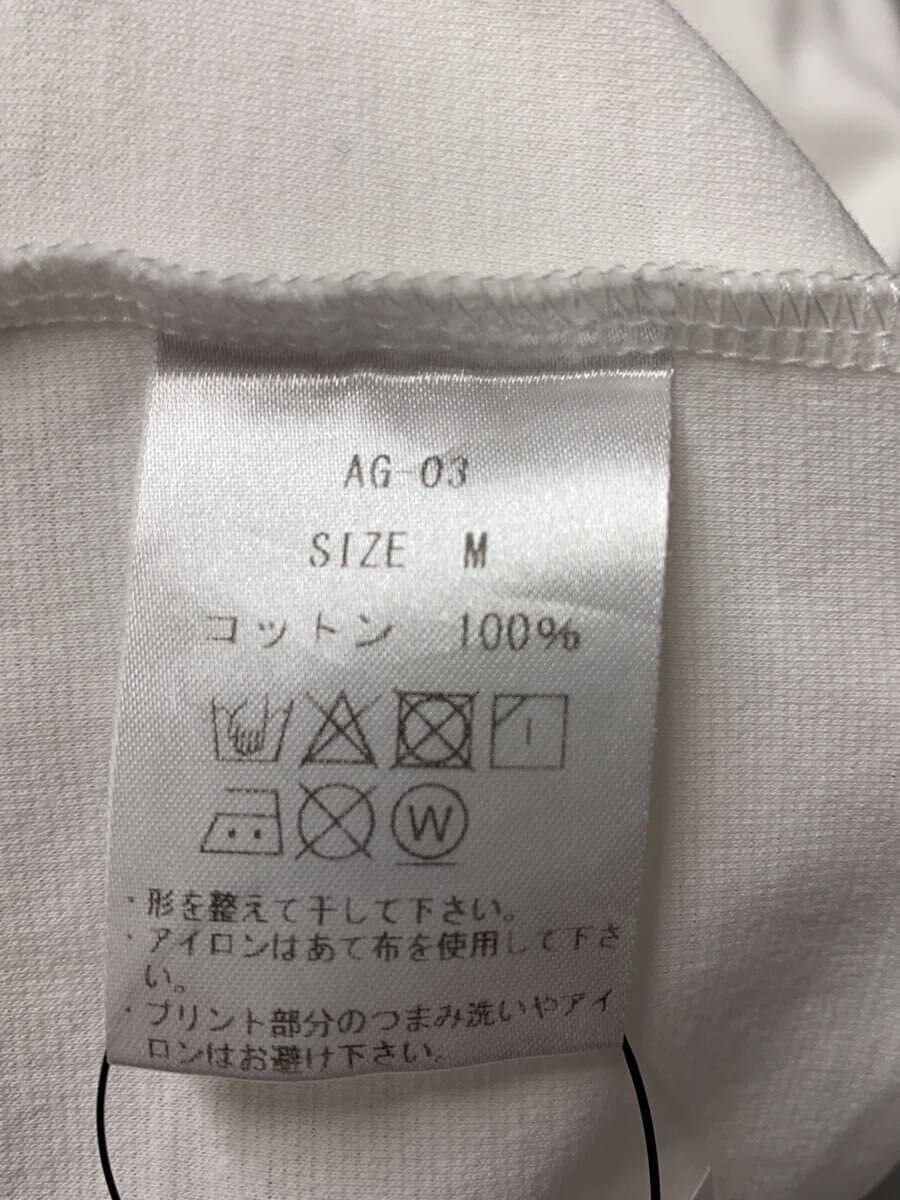 AG-03
SIZE M
コットン 100%
W
・形を整えて干して下さい。
・アイロンはあて布を使用して下さ
い。
・プリント部分のつまみ洗いやアイ
ロンはお避け下さい。